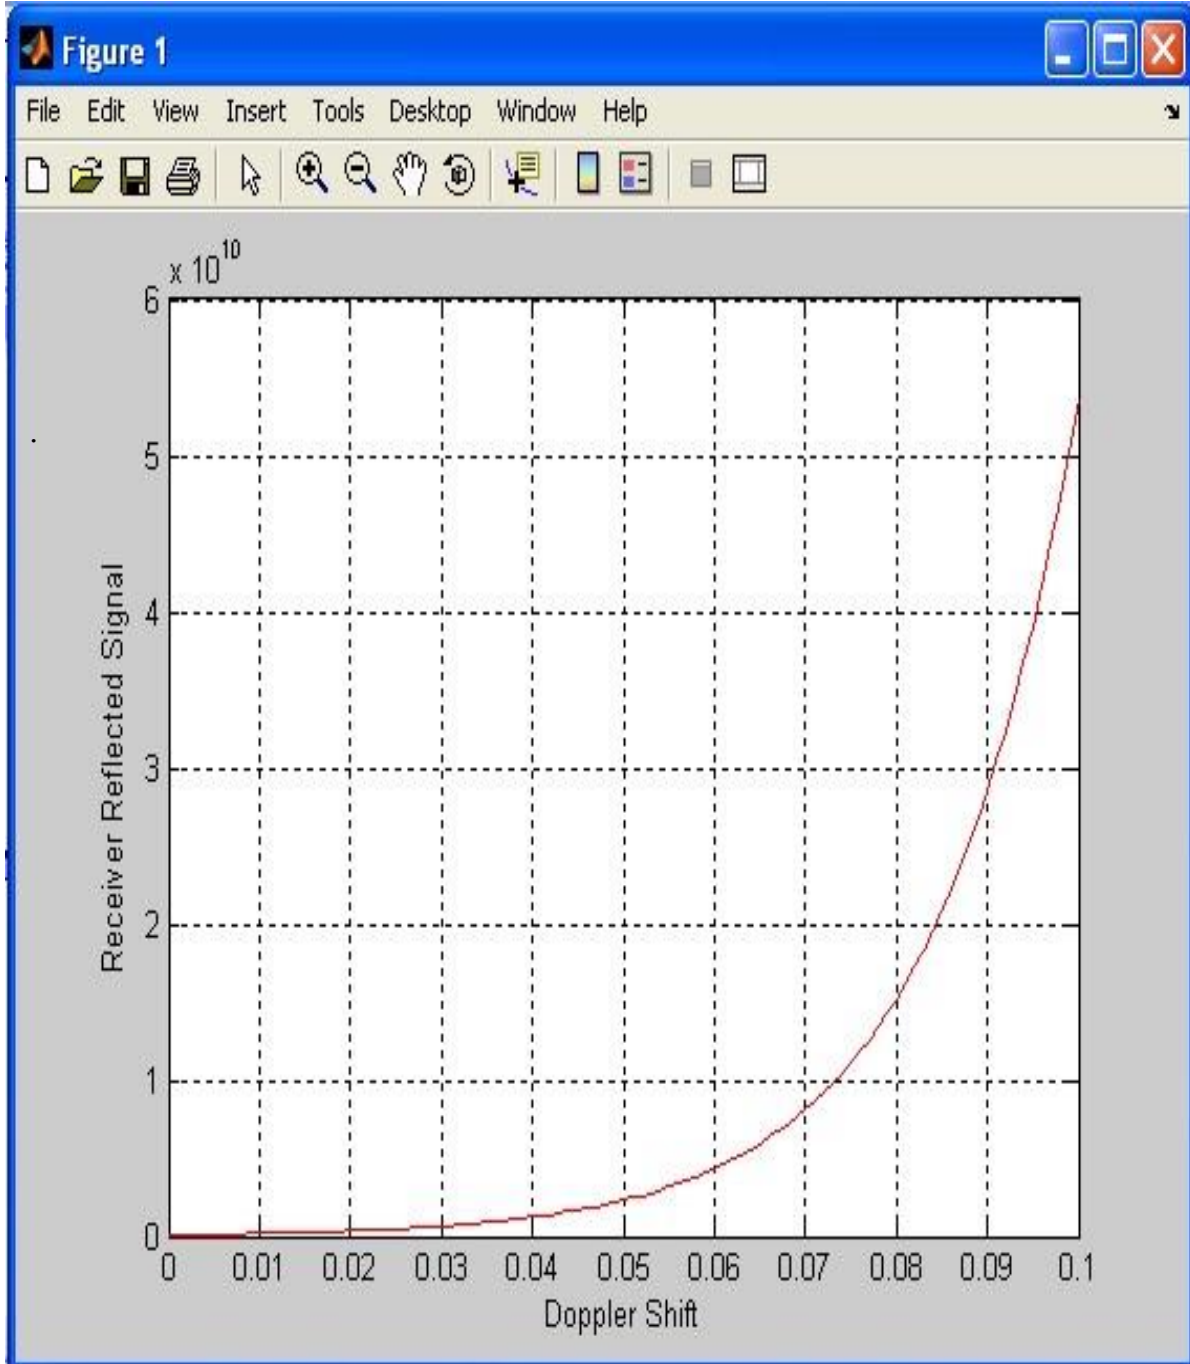 Figure 1
File Edit View Insert Tools Desktop Window Help
x 10^10
6
5
4
3
2
1
0
Receiver Reflected Signal
0 0.01 0.02 0.03 0.04 0.05 0.06 0.07 0.08 0.09 0.1
Doppler Shift